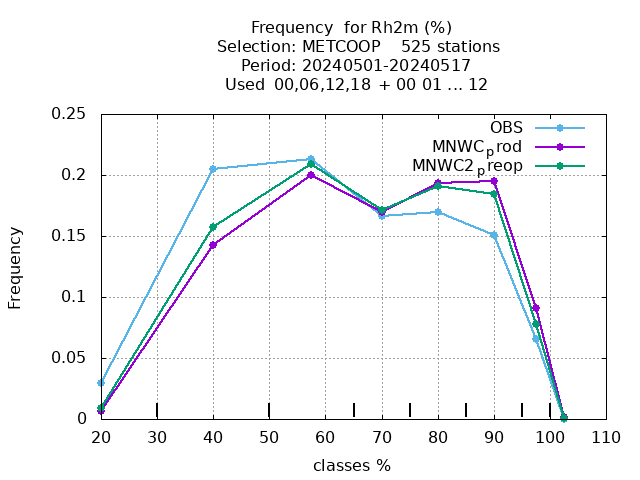 Frequency  for Rh2m (%)
Selection: METCOOP    525 stations
Period: 20240501-20240517
Used  00,06,12,18 + 00 01 ... 12
OBS
MNWCprod
MNWC2preop
0.25
0.2
0.15
0.1
0.05
0
Frequency
20 30 40 50 60 70 80 90 100 110
classes %